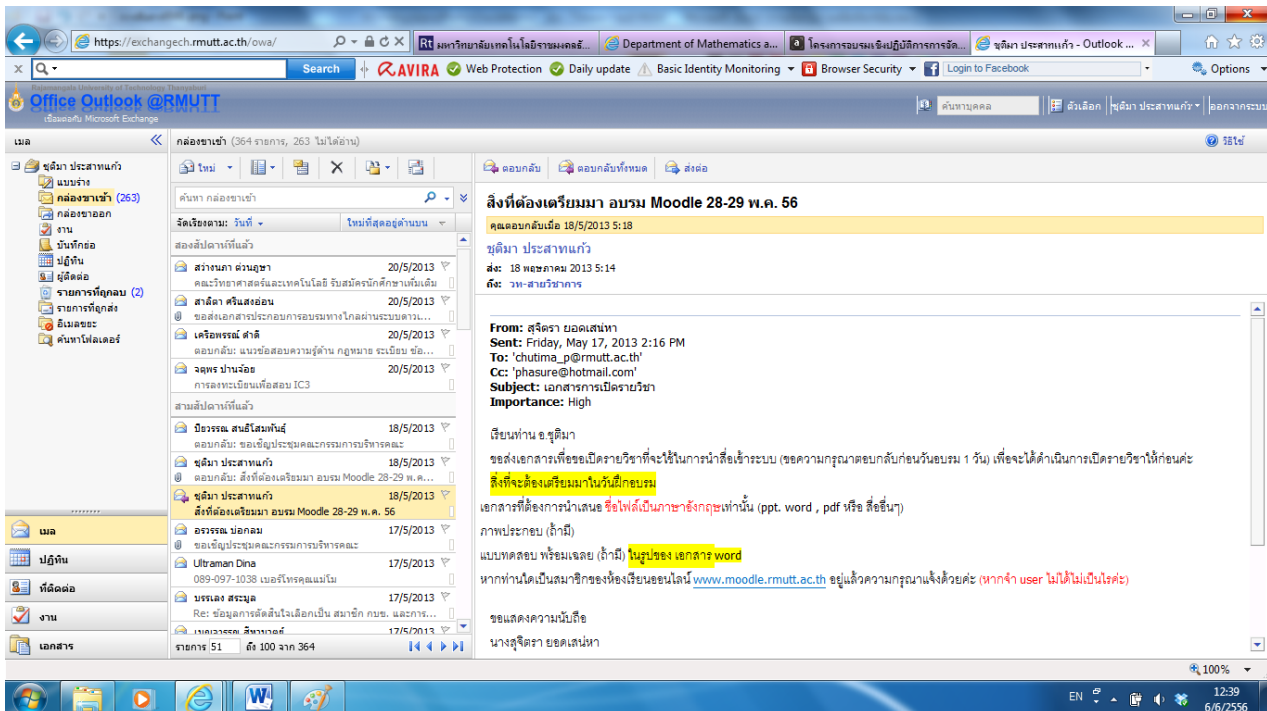 https://exchangech.rmutt.ac.th/owa/
Rt มหาวิทยาลัยเทคโนโลยีราชมงคลธั...
Department of Mathematics a...
โครงการอบรมเชิงปฏิบัติการการจัด...
ชุติมา ประสาทแก้ว - Outlook ...
Search
AVIRA
Web Protection
Daily update
Basic Identity Monitoring
Browser Security
Login to Facebook
Options
Rajamangala University of Technology Thanyaburi
Office Outlook @RMUTT
เชื่อมต่อกับ Microsoft Exchange
ค้นหาบุคคล
ตัวเลือก
ชุติมา ประสาทแก้ว
ออกจากระบบ
เมล
กล่องขาเข้า (364 รายการ, 263 ไม่ได้อ่าน)
วิธีใช้
ชุติมา ประสาทแก้ว
แบบร่าง
กล่องขาเข้า (263)
กล่องขาออก
งาน
บันทึกย่อ
ปฏิทิน
ผู้ติดต่อ
รายการที่ถูกลบ (2)
รายการที่ถูกส่ง
อีเมลขยะ
ค้นหาโฟลเดอร์
เมล
ปฏิทิน
ที่ติดต่อ
งาน
เอกสาร
ใหม่
ค้นหา กล่องขาเข้า
จัดเรียงตาม: วันที่
ใหม่ที่สุดอยู่ด้านบน
สองสัปดาห์ที่แล้ว
สว่างนภา ต่วนภูษา 20/5/2013
คณะวิทยาศาสตร์และเทคโนโลยี รับสมัครนักศึกษาเพิ่มเติม
สาลิตา ศรีแสงอ่อน 20/5/2013
ขอส่งเอกสารประกอบการอบรมทางไกลผ่านระบบดาวเ...
เครือพรรณ์ ดำดี 20/5/2013
ตอบกลับ: แนวข้อสอบความรู้ด้าน กฎหมาย ระเบียบ ข้อ...
จตุพร ปานจ้อย 20/5/2013
การลงทะเบียนเพื่อสอบ IC3
สามสัปดาห์ที่แล้ว
ปิยวรรณ สนธิโสมพันธุ์ 18/5/2013
ตอบกลับ: ขอเชิญประชุมคณะกรรมการบริหารคณะ
ชุติมา ประสาทแก้ว 18/5/2013
ตอบกลับ: สิ่งที่ต้องเตรียมมา อบรม Moodle 28-29 พ.ค....
ชุติมา ประสาทแก้ว 18/5/2013
สิ่งที่ต้องเตรียมมา อบรม Moodle 28-29 พ.ค. 56
อรวรรณ บ่อกลม 17/5/2013
ขอเชิญประชุมคณะกรรมการบริหารคณะ
Ultraman Dina 17/5/2013
089-097-1038 เบอร์โทรคุณแม่โม
บรรเลง สระมูล 17/5/2013
Re: ข้อมูลการตัดสินใจเลือกเป็น สมาชิก กบข. และการ...
17/5/2013
รายการ 51 ถึง 100 จาก 364
ตอบกลับ
ตอบกลับทั้งหมด
ส่งต่อ
สิ่งที่ต้องเตรียมมา อบรม Moodle 28-29 พ.ค. 56
คุณตอบกลับเมื่อ 18/5/2013 5:18
ชุติมา ประสาทแก้ว
ส่ง: 18 พฤษภาคม 2013 5:14
ถึง: วท-สายวิชาการ
From: สุจิตรา ยอดเสน่หา
Sent: Friday, May 17, 2013 2:16 PM
To: 'chutima_p@rmutt.ac.th'
Cc: 'phasure@hotmail.com'
Subject: เอกสารการเปิดรายวิชา
Importance: High
เรียนท่าน อ.ชุติมา
ขอส่งเอกสารเพื่อขอเปิดรายวิชาที่จะใช้ในการนำสื่อเข้าระบบ (ขอความกรุณาตอบกลับก่อนวันอบรม 1 วัน) เพื่อจะได้ดำเนินการเปิดรายวิชาให้ก่อนค่ะ
สิ่งที่จะต้องเตรียมมาในวันฝึกอบรม
เอกสารที่ต้องการนำเสนอ ชื่อไฟล์เป็นภาษาอังกฤษเท่านั้น (ppt. word , pdf หรือ สื่ออื่นๆ)
ภาพประกอบ (ถ้ามี)
แบบทดสอบ พร้อมเฉลย (ถ้ามี) ในรูปของ เอกสาร word
หากท่านใดเป็นสมาชิกของห้องเรียนออนไลน์ www.moodle.rmutt.ac.th อยู่แล้วความกรุณาแจ้งด้วยค่ะ (หากจำ user ไม่ได้ไม่เป็นไรค่ะ)
ขอแสดงความนับถือ
นางสุจิตรา ยอดเสน่หา
100%
EN
12:39
6/6/2556